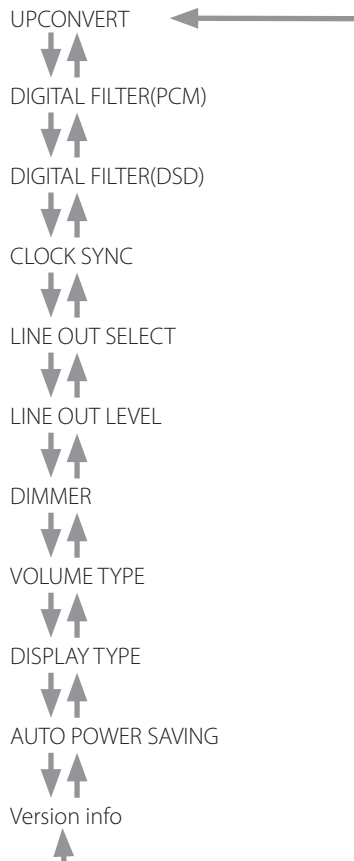 UPCONVERT
DIGITAL FILTER(PCM)
DIGITAL FILTER(DSD)
CLOCK SYNC
LINE OUT SELECT
LINE OUT LEVEL
DIMMER
VOLUME TYPE
DISPLAY TYPE
AUTO POWER SAVING
Version info